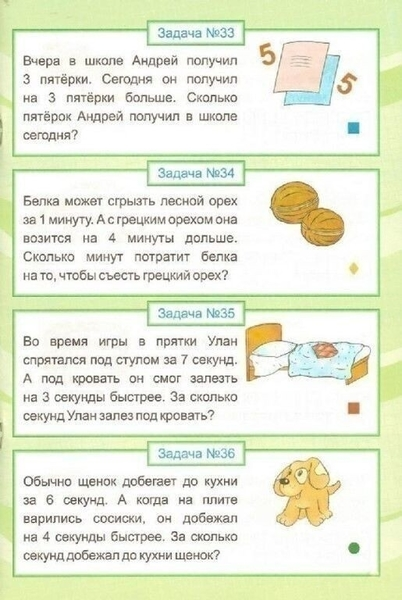 Задача №33
Вчера в школе Андрей получил
3 пятёрки. Сегодня он получил
на 3 пятёрки больше. Сколько
пятёрок Андрей получил в школе
сегодня?
5
5
Задача №34
Белка может сгрызть лесной орех
за 1 минуту. А с грецким орехом она
возится на 4 минуты дольше.
Сколько минут потратит белка
на то, чтобы съесть грецкий орех?
Задача №35
Во время игры в прятки Улан
спрятался под стулом за 7 секунд.
А под кровать он смог залезть
на 3 секунды быстрее. За сколько
секунд Улан залез под кровать?
Задача №36
Обычно щенок добегает до кухни
за 6 секунд. А когда на плите
варились сосиски, он добежал
на 4 секунды быстрее. За сколько
секунд добежал до кухни щенок?